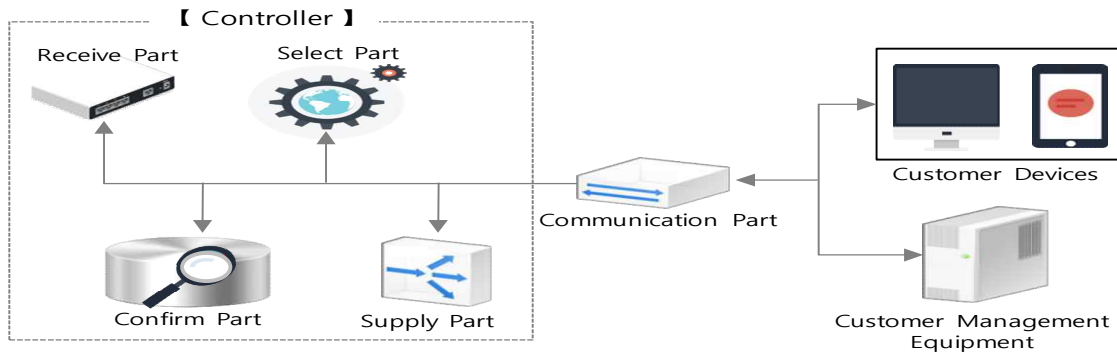 【 Controller 】
Receive Part
Select Part
Confirm Part
Supply Part
Communication Part
Customer Devices
Customer Management
Equipment